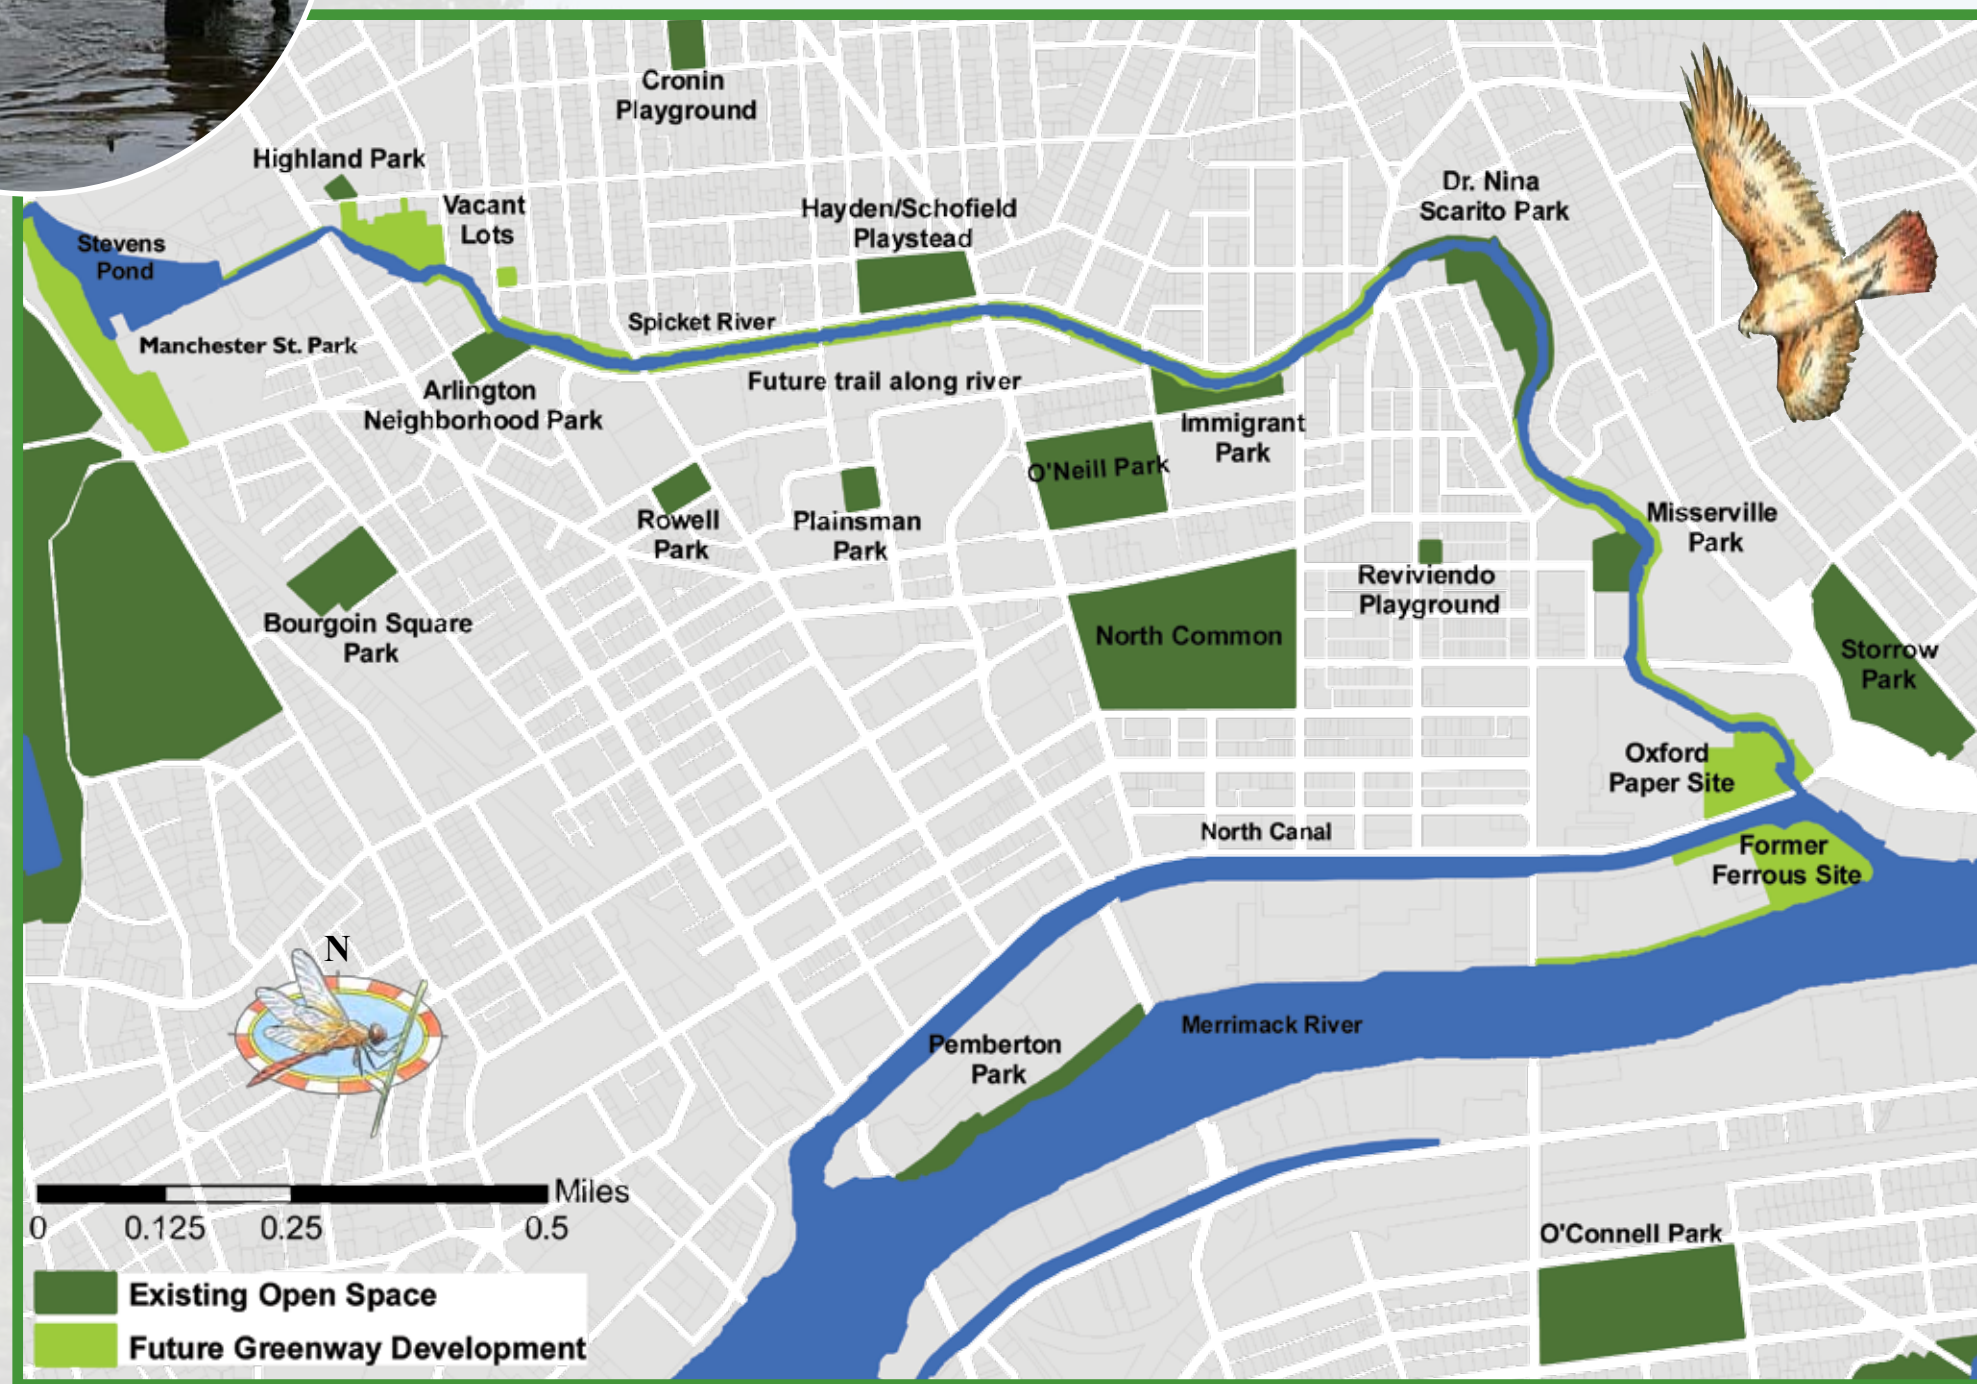 Cronin
Playground
Highland Park
Vacant
Lots
Hayden/Schofield
Playstead
Dr. Nina
Scarito Park
Stevens
Pond
Manchester St. Park
Spicket River
Arlington
Neighborhood Park
Future trail along river
Immigrant
Park
O'Neill Park
Rowell
Park
Plainsman
Park
Misserville
Park
Reviviendo
Playground
Bourgoin Square
Park
North Common
Storrow
Park
Oxford
Paper Site
North Canal
Former
Ferrous Site
N
Pemberton
Park
Merrimack River
Miles
0 0.125 0.25 0.5
O'Connell Park
Existing Open Space
Future Greenway Development